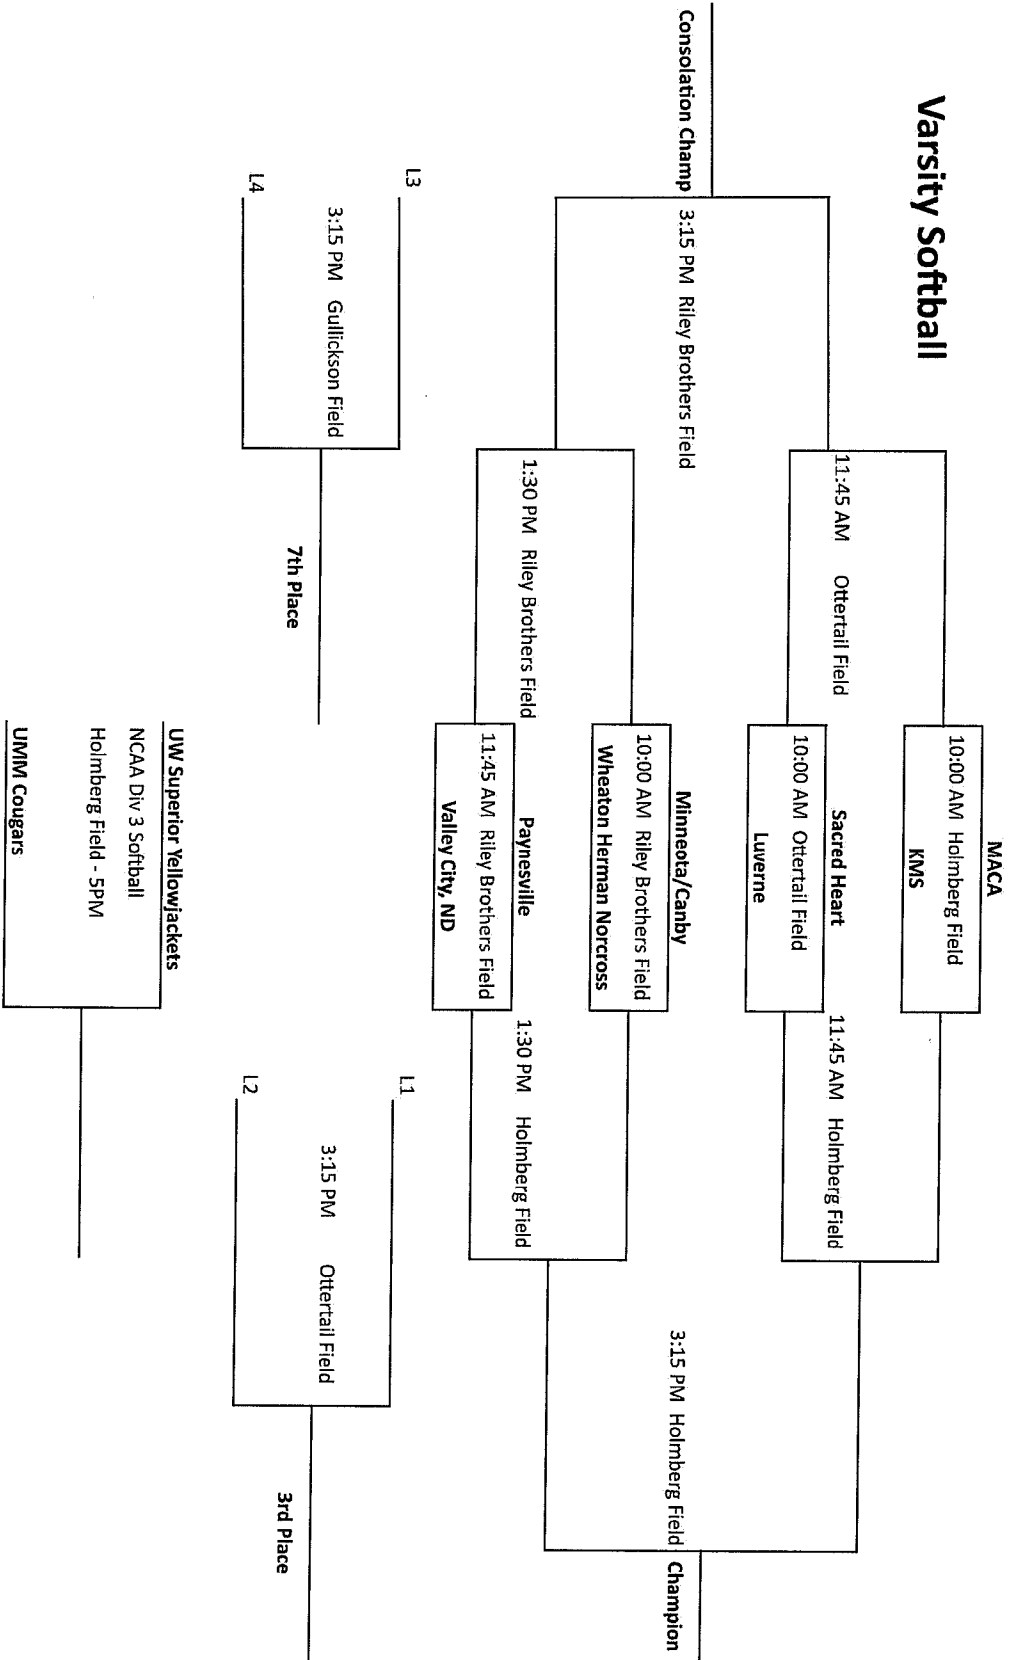 Varsity Softball
MACA
10:00 AM Holmberg Field
KMS
11:45 AM Ottertail Field
11:45 AM Holmberg Field
Sacred Heart
10:00 AM Ottertail Field
Luverne
Consolation Champ
3:15 PM Riley Brothers Field
3:15 PM Holmberg Field
Champion
Minneota/Canby
10:00 AM Riley Brothers Field
Wheaton Herman Norcross
1:30 PM Riley Brothers Field
1:30 PM Holmberg Field
Paynesville
11:45 AM Riley Brothers Field
Valley City, ND
L3
3:15 PM Gullickson Field
L4
7th Place
L1
3:15 PM Ottertail Field
L2
3rd Place
UW Superior Yellowjackets
NCAA Div 3 Softball
Holmberg Field - 5PM
UMM Cougars